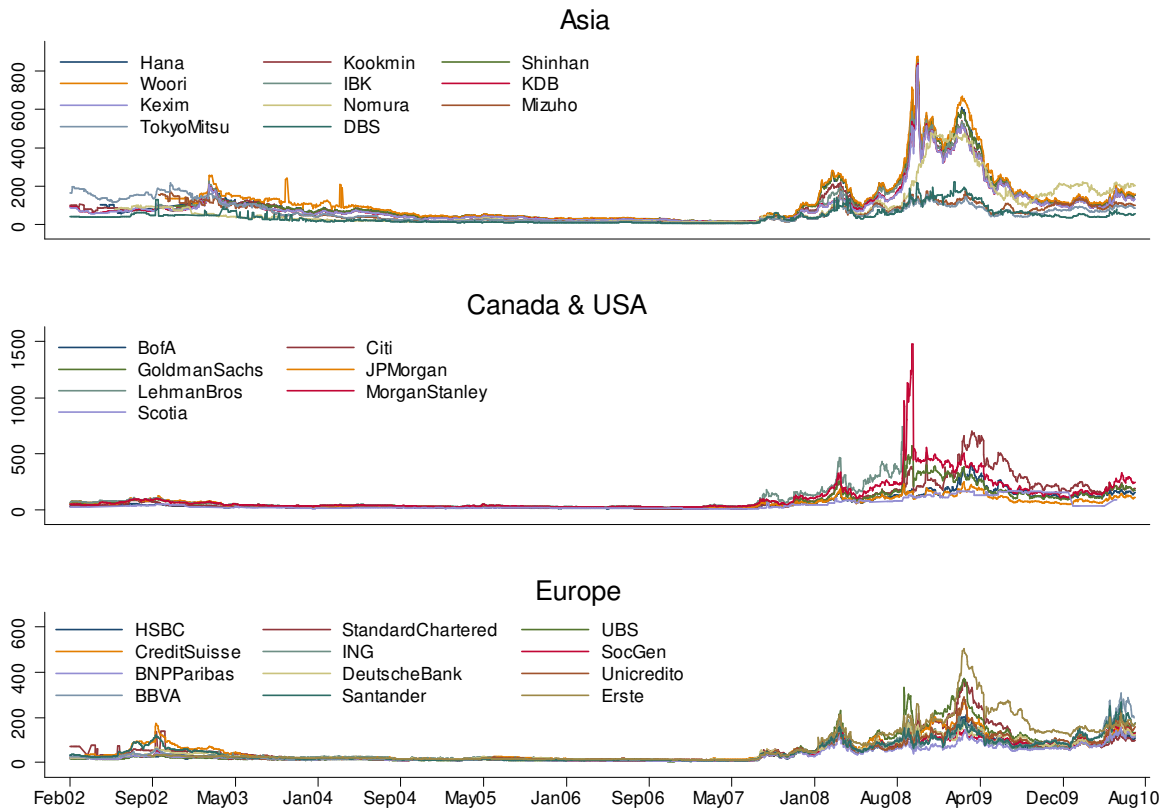 Asia
Hana Kookmin Shinhan
Woori IBK KDB
Kexim Nomura Mizuho
TokyoMitsu DBS
800
600
400
200
0
Canada & USA
BofA Citi
GoldmanSachs JPMorgan
LehmanBros MorganStanley
Scotia
1500
1000
500
0
Europe
HSBC StandardChartered UBS
CreditSuisse ING SocGen
BNPParibas DeutscheBank Unicredito
BBVA Santander Erste
600
400
200
0
Feb02 Sep02 May03 Jan04 Sep04 May05 Jan06 Sep06 May07 Jan08 Aug08 Apr09 Dec09 Aug10